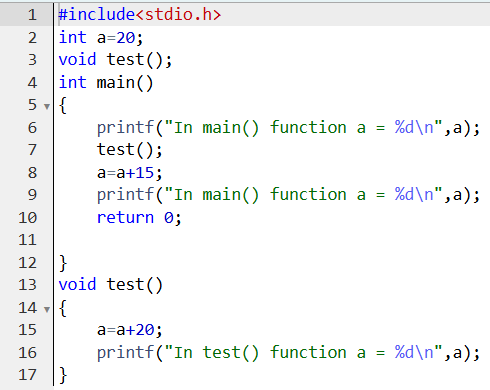 1 #include<stdio.h>
2 int a=20;
3 void test();
4 int main()
5 {
6     printf("In main() function a = %d\n",a);
7     test();
8     a=a+15;
9     printf("In main() function a = %d\n",a);
10     return 0;
11
12 }
13 void test()
14 {
15     a=a+20;
16     printf("In test() function a = %d\n",a);
17 }